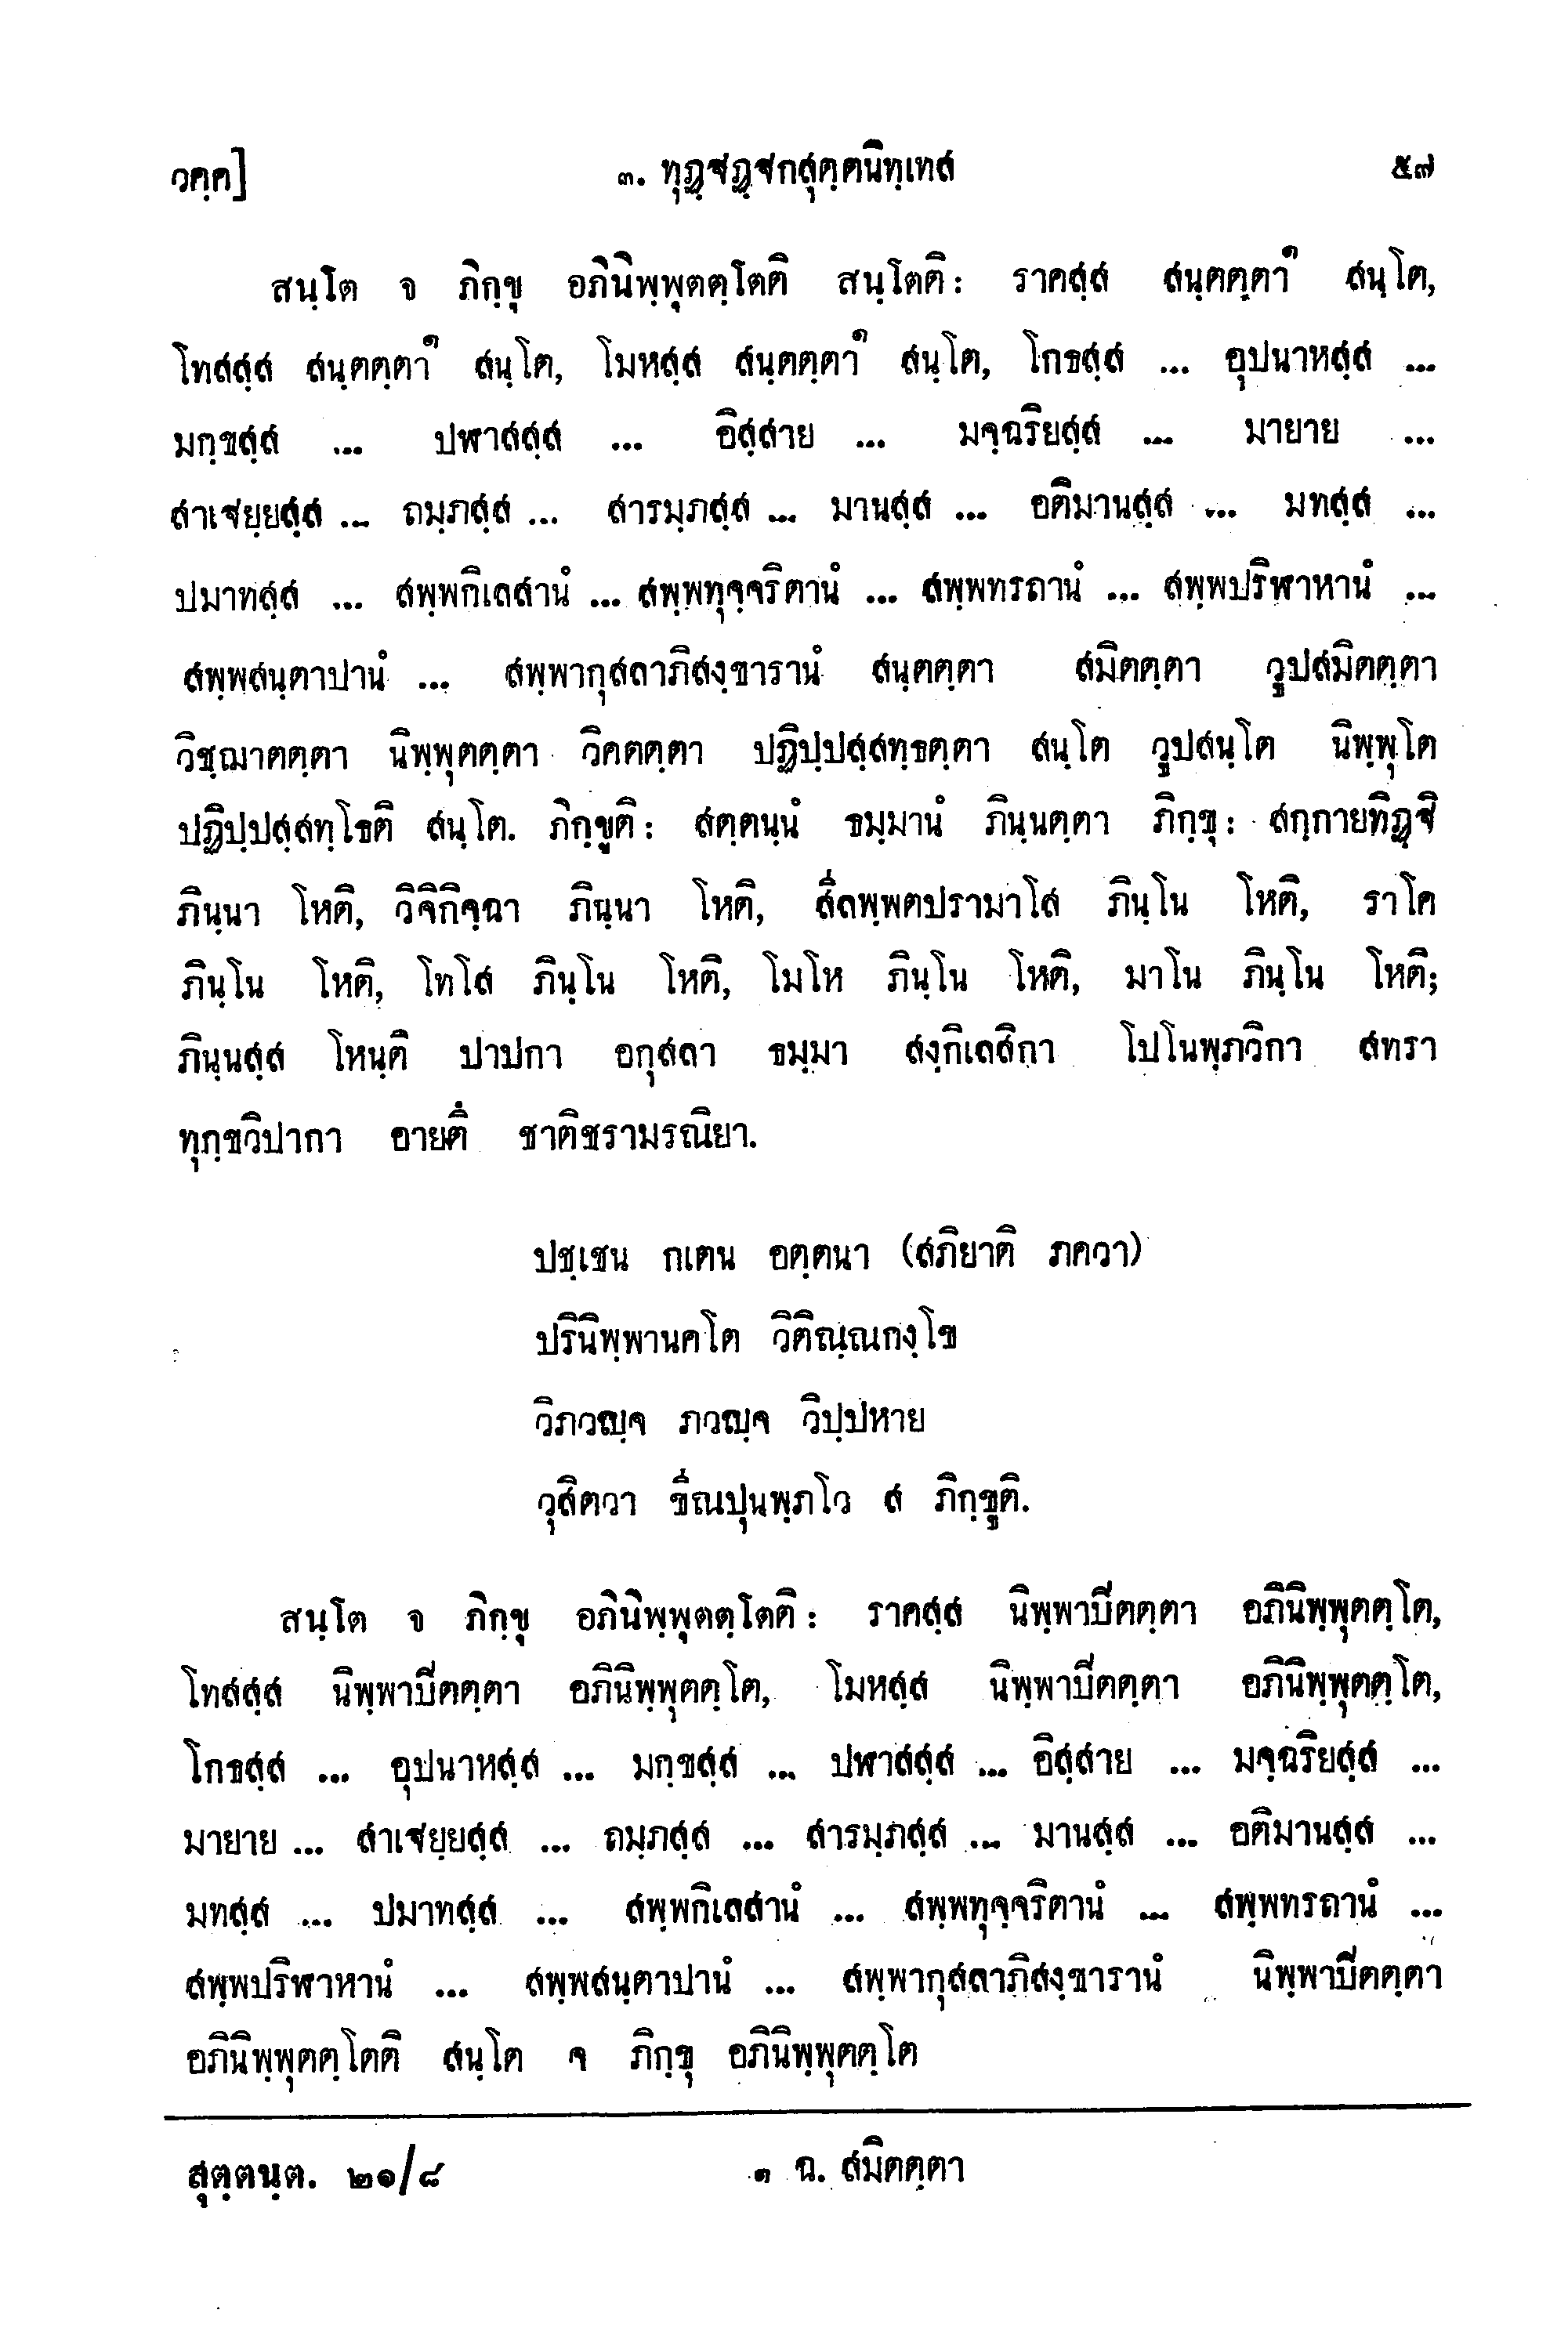 วคฺค]	๓. ทุฏฺฐฏฺฐกสุตฺตนิทฺเทส	๕๗
สนฺโต จ ภิกฺขุ อภินิพฺพุตตฺโตติ สนฺโตติ: ราคสฺส สนฺตตฺตา๑ สนฺโต,
โทสสฺส สนฺตตฺตา๑ สนฺโต, โมหสฺส สนฺตตฺตา๑ สนฺโต, โกธสฺส ... อุปนาหสฺส ...
มกฺขสฺส ... ปฬาสสฺส ... อิสฺสาย ... มจฺฉริยสฺส ... มายาย ...
สาเฐยฺยสฺส ... ถมฺภสฺส ... สารมฺภสฺส ... มานสฺส ... อติมานสฺส ... มทสฺส ...
ปมาทสฺส ... สพฺพกิเลสานํ ... สพฺพทุจฺจริตานํ ... สพฺพทรถานํ ... สพฺพปริฬาหานํ ...
สพฺพสนฺตาปานํ ... สพฺพากุสลาภิสงฺขารานํ สนฺตตฺตา สมิตตฺตา วูปสมิตตฺตา
วิชฺฌาตตฺตา นิพฺพุตตฺตา วิคตตฺตา ปฏิปฺปสฺสทฺธตฺตา สนฺโต วูปสนฺโต นิพฺพุโต
ปฏิปฺปสฺสทฺโธติ สนฺโต. ภิกฺขูติ: สตฺตนฺนํ ธมฺมานํ ภินฺนตฺตา ภิกฺขุ: สกฺกายทิฏฺฐิ
ภินฺนา โหติ, วิจิกิจฺฉา ภินฺนา โหติ, สีลพฺพตปรามาโส ภินฺโน โหติ, ราโค
ภินฺโน โหติ, โทโส ภินฺโน โหติ, โมโห ภินฺโน โหติ, มาโน ภินฺโน โหติ;
ภินฺนสฺส โหนฺติ ปาปกา อกุสลา ธมฺมา สงฺกิเลสิกา โปโนพฺภวิกา สทรา
ทุกฺขวิปากา อายตึ ชาติชรามรณิยา.
ปชฺเชน กเตน อตฺตนา (สภิยาติ ภควา)
ปรินิพฺพานคโต วิติณฺณกงฺโข
วิภวญฺจ ภวญฺจ วิปฺปหาย
วุสิตวา ขีณปุนพฺภโว ส ภิกฺขูติ.
สนฺโต จ ภิกฺขุ อภินิพฺพุตตฺโตติ: ราคสฺส นิพฺพาปิตตฺตา อภินิพฺพุตตฺโต,
โทสสฺส นิพฺพาปิตตฺตา อภินิพฺพุตตฺโต, โมหสฺส นิพฺพาปิตตฺตา อภินิพฺพุตตฺโต,
โกธสฺส ... อุปนาหสฺส ... มกฺขสฺส ... ปฬาสสฺส ... อิสฺสาย ... มจฺฉริยสฺส ...
มายาย ... สาเฐยฺยสฺส ... ถมฺภสฺส ... สารมฺภสฺส ... มานสฺส ... อติมานสฺส ...
มทสฺส ... ปมาทสฺส ... สพฺพกิเลสานํ ... สพฺพทุจฺจริตานํ ... สพฺพทรถานํ ...
สพฺพปริฬาหานํ ... สพฺพสนฺตาปานํ ... สพฺพากุสลาภิสงฺขารานํ นิพฺพาปิตตฺตา
อภินิพฺพุตตฺโตติ สนฺโต จ ภิกฺขุ อภินิพฺพุตตฺโต
สุตฺตนฺต. ๒๑/๘	๑ ฉ. สมิตตฺตา